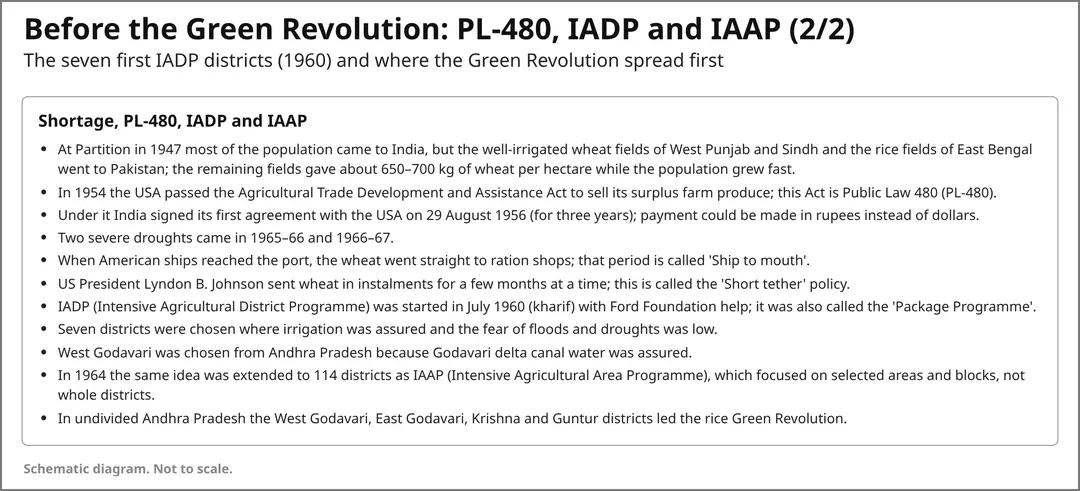 Before the Green Revolution: PL-480, IADP and IAAP (2/2)
The seven first IADP districts (1960) and where the Green Revolution spread first
Shortage, PL-480, IADP and IAAP
• At Partition in 1947 most of the population came to India, but the well-irrigated wheat fields of West Punjab and Sindh and the rice fields of East Bengal
went to Pakistan; the remaining fields gave about 650–700 kg of wheat per hectare while the population grew fast.
• In 1954 the USA passed the Agricultural Trade Development and Assistance Act to sell its surplus farm produce; this Act is Public Law 480 (PL-480).
• Under it India signed its first agreement with the USA on 29 August 1956 (for three years); payment could be made in rupees instead of dollars.
• Two severe droughts came in 1965–66 and 1966–67.
• When American ships reached the port, the wheat went straight to ration shops; that period is called 'Ship to mouth'.
• US President Lyndon B. Johnson sent wheat in instalments for a few months at a time; this is called the 'Short tether' policy.
• IADP (Intensive Agricultural District Programme) was started in July 1960 (kharif) with Ford Foundation help; it was also called the 'Package Programme'.
• Seven districts were chosen where irrigation was assured and the fear of floods and droughts was low.
• West Godavari was chosen from Andhra Pradesh because Godavari delta canal water was assured.
• In 1964 the same idea was extended to 114 districts as IAAP (Intensive Agricultural Area Programme), which focused on selected areas and blocks, not
whole districts.
• In undivided Andhra Pradesh the West Godavari, East Godavari, Krishna and Guntur districts led the rice Green Revolution.
Schematic diagram. Not to scale.